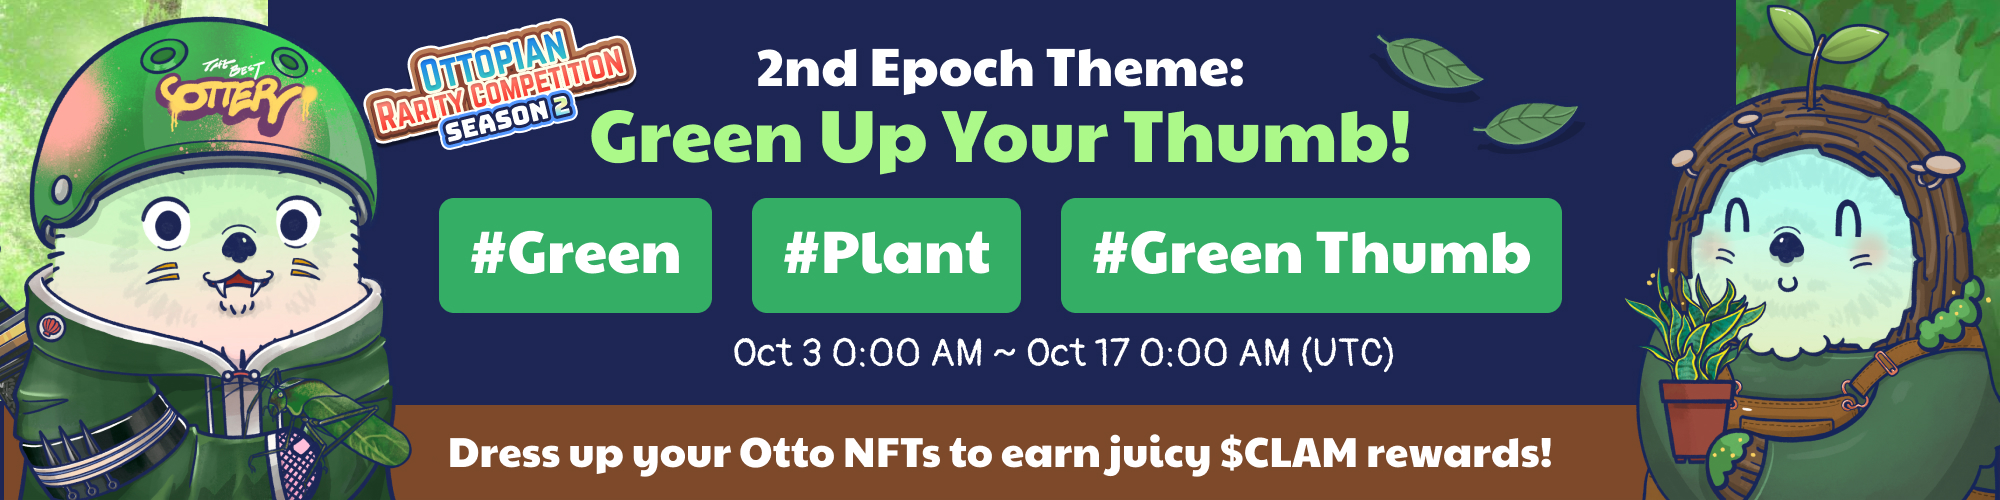 THE BEST
OTTERY
OTTOPIAN
RARITY COMPETITION
SEASON 2
2nd Epoch Theme:
Green Up Your Thumb!
#Green
#Plant
#Green Thumb
Oct 3 0:00 AM ~ Oct 17 0:00 AM (UTC)
Dress up your Otto NFTs to earn juicy $CLAM rewards!